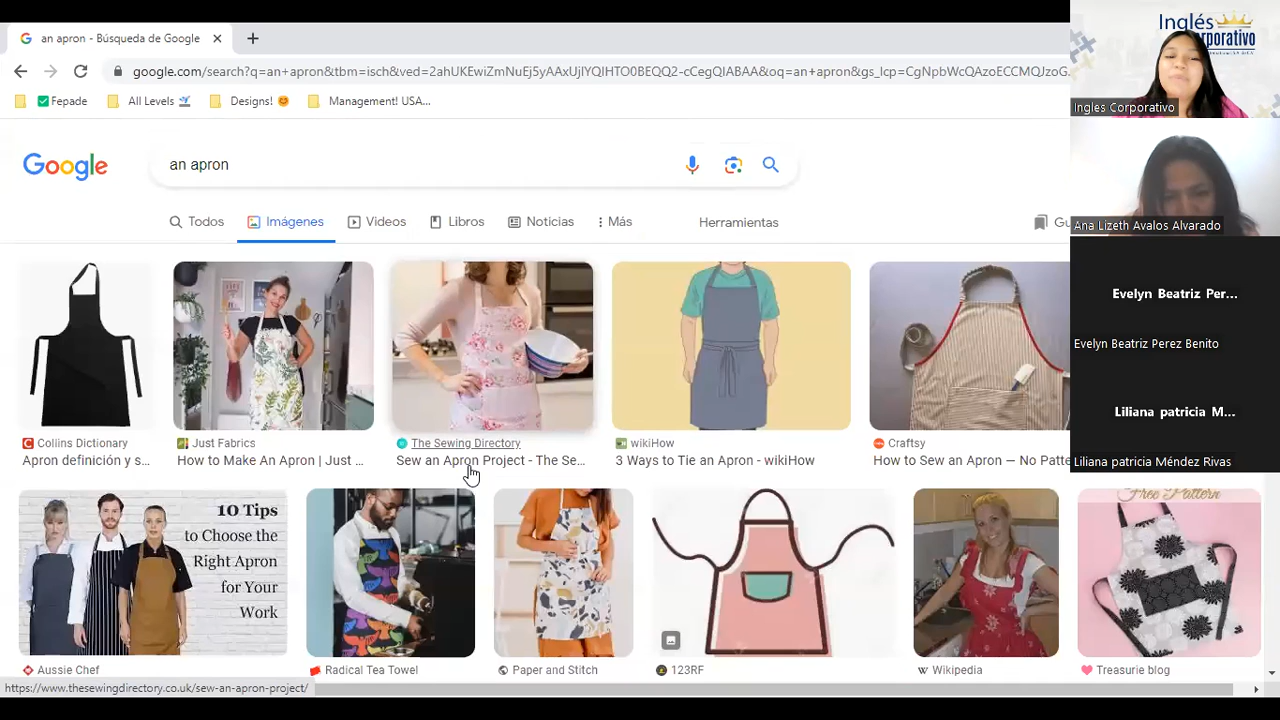 an apron - Búsqueda de Google
google.com/search?q=an+apron&tbm=isch&ved=2ahUKEwiZmNuEj5yAAxUjlYQIHTO0BEQQ2-cCegQIABAA&oq=an+apron&gs_lcp=CgNpbWcQAzoECCMQJzoG
Fepade
All Levels
Designs!
Management! USA...
Google
an apron
Todos
Imágenes
Videos
Libros
Noticias
Más
Herramientas
Gu
Collins Dictionary
Apron definición y s...
Just Fabrics
How to Make An Apron | Just ...
The Sewing Directory
Sew an Apron Project - The Se...
wikiHow
3 Ways to Tie an Apron - wikiHow
Craftsy
How to Sew an Apron — No Patte
10 Tips
to Choose the
Right Apron
for Your
Work
Free Pattern
Aussie Chef
Radical Tea Towel
Paper and Stitch
123RF
Wikipedia
Treasurie blog
https://www.thesewingdirectory.co.uk/sew-an-apron-project/
Inglés
Corporativo
Ingles Corporativo
Ana Lizeth Avalos Alvarado
Evelyn Beatriz Per...
Evelyn Beatriz Perez Benito
Liliana patricia M...
Liliana patricia Méndez Rivas